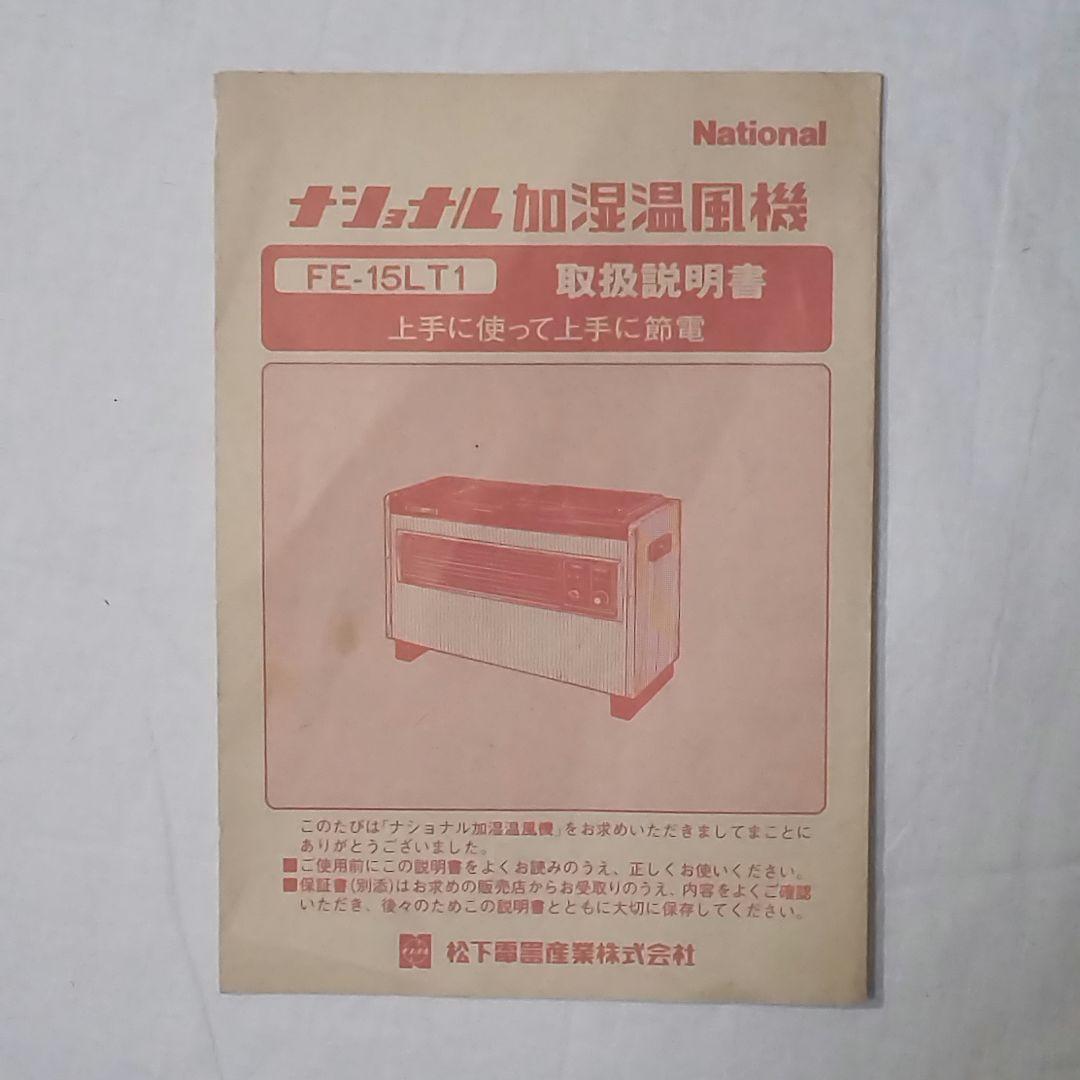 National
ナショナル加湿温風機
FE-15LT1 取扱説明書
上手に使って上手に節電
このたびは「ナショナル加湿温風機」をお求めいただきましてまことに
ありがとうございました。
■ご使用前にこの説明書をよくお読みのうえ、正しくお使いください。
■保証書(別添)はお求めの販売店からお受取りのうえ、内容をよくご確認
いただき、後々のためこの説明書とともに大切に保存してください。
松下電器産業株式会社